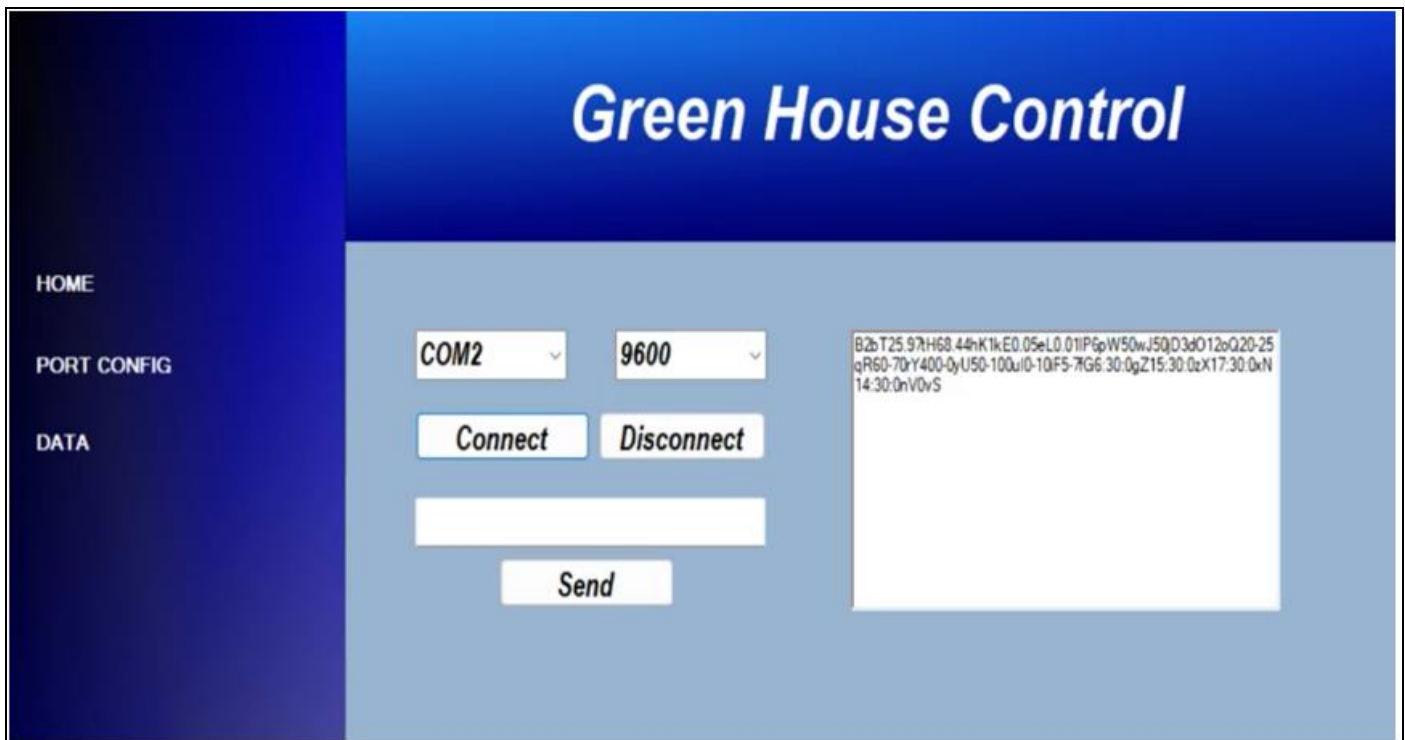 Green House Control
HOME
PORT CONFIG
DATA
COM2
9600
Connect
Disconnect
Send
B2bT25.97tH68.44hK1kE0.05eL0.01lP6pW50wJ50jD3dO12oQ20-25
qR60-70rY400-0yU50-100uI0-10iF5-7fG6:30:0gZ15:30:0zX17:30:0xN
14:30:0nV0vS